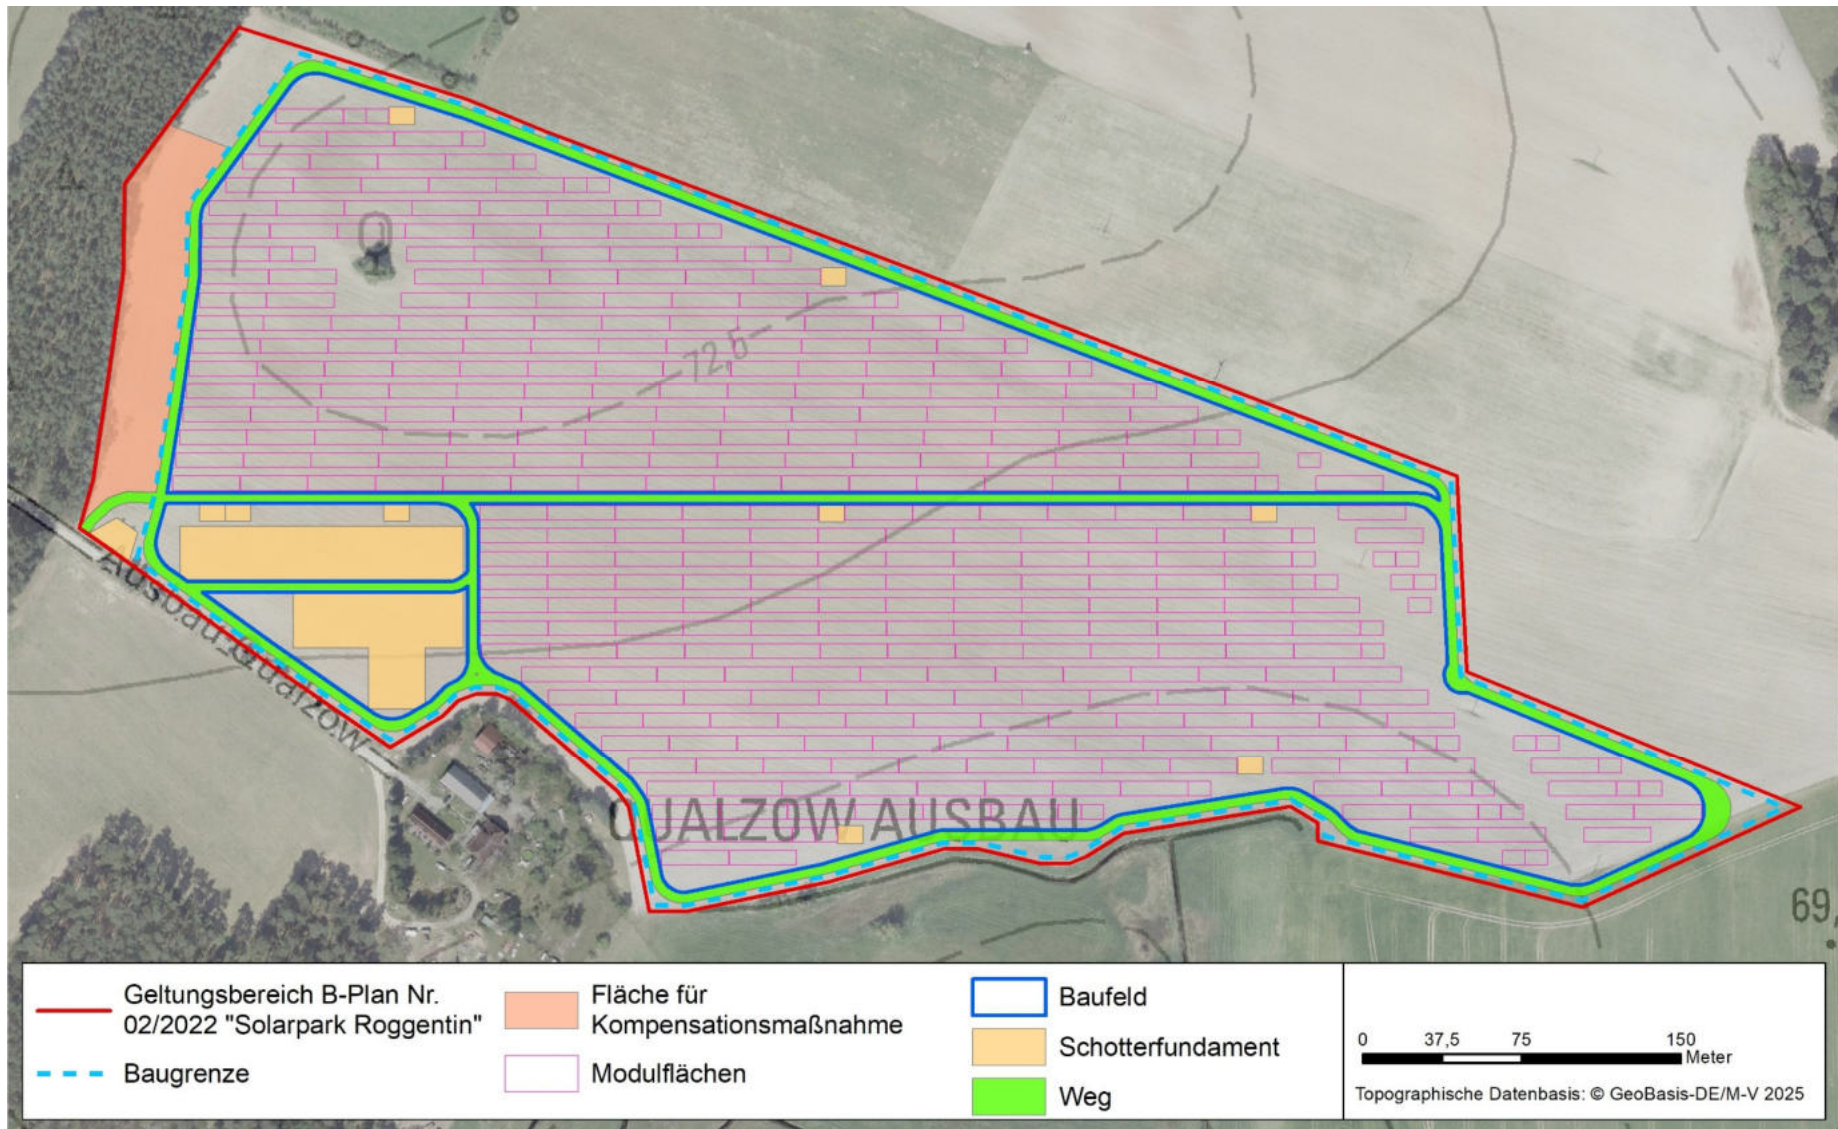 72,5
Ausbau Qualzow
QUALZOW AUSBAU
69,
Geltungsbereich B-Plan Nr.
02/2022 "Solarpark Roggentin"
Baugrenze
Fläche für
Kompensationsmaßnahme
Modulflächen
Baufeld
Schotterfundament
Weg
0 37,5 75 150
Meter
Topographische Datenbasis: © GeoBasis-DE/M-V 2025